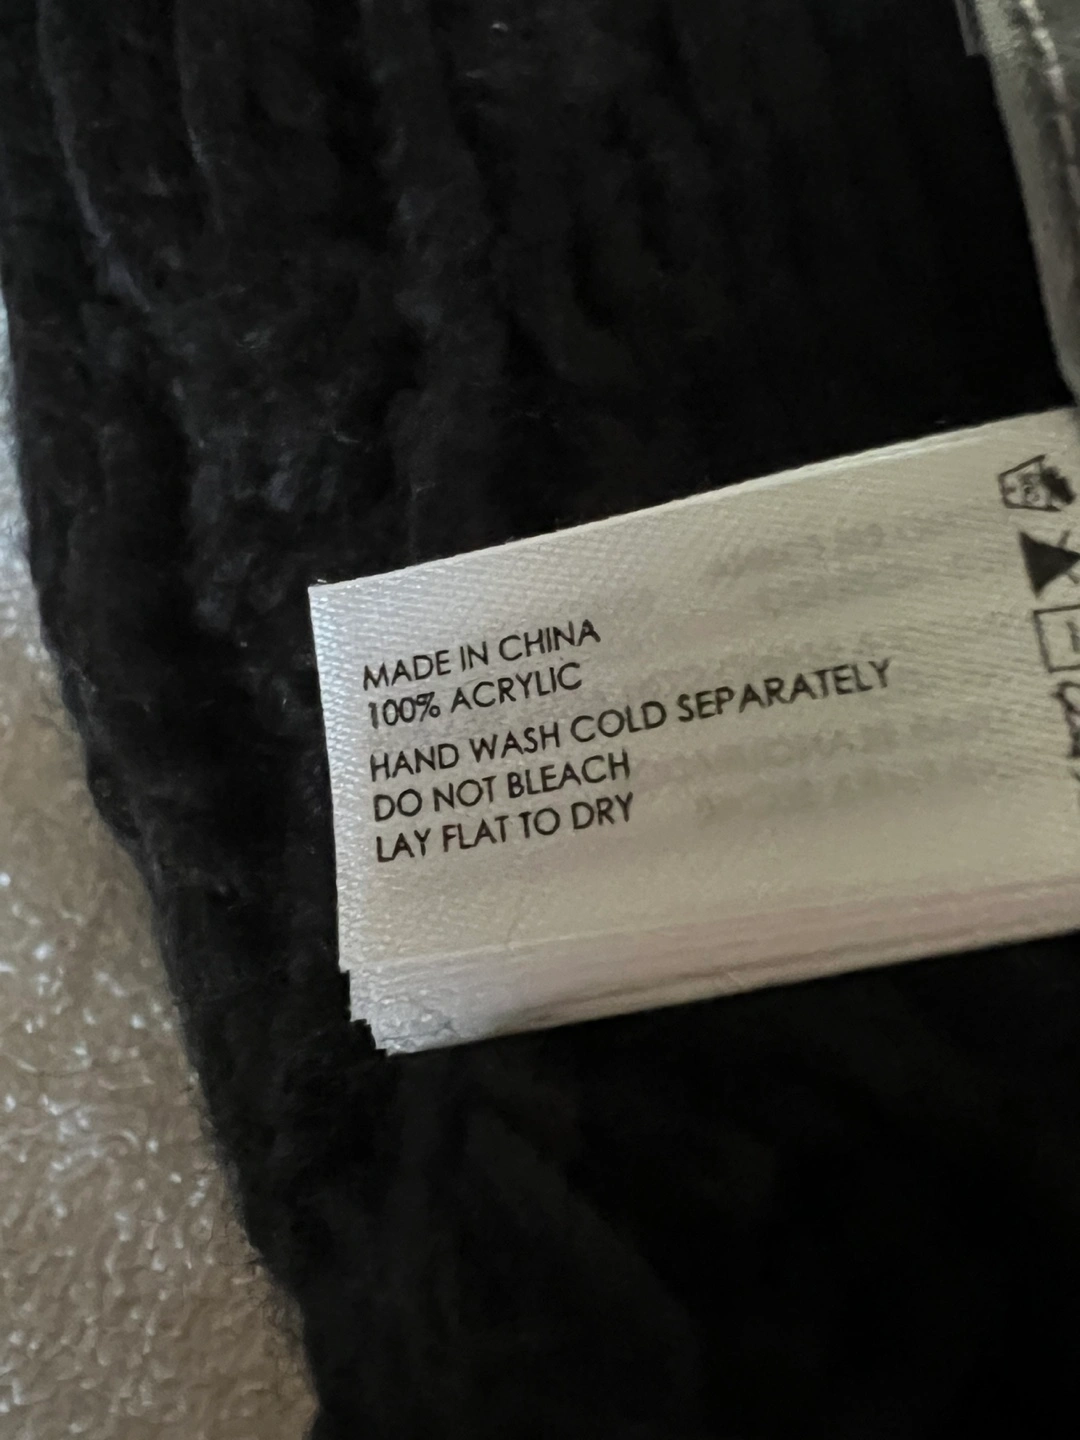 MADE IN CHINA
100% ACRYLIC
HAND WASH COLD SEPARATELY
DO NOT BLEACH
LAY FLAT TO DRY